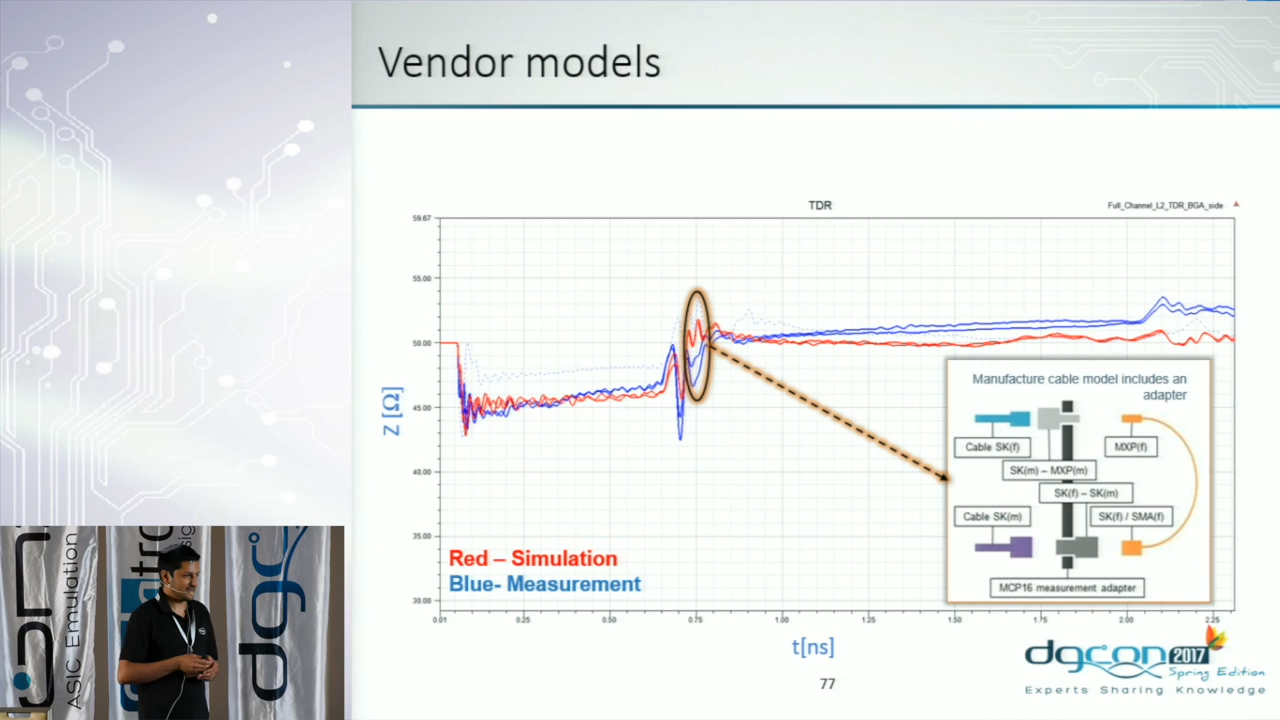 Vendor models
TDR
Full_Channel_L2_TDR_BGA_side
59.67
55.00
50.00
45.00
40.00
35.00
30.00
Z [Ω]
0.01
0.25
0.50
0.75
1.00
1.25
1.50
1.75
2.00
2.25
t[ns]
Red – Simulation
Blue- Measurement
Manufacture cable model includes an
adapter
Cable SK(f)
MXP(f)
SK(m) – MXP(m)
SK(f) – SK(m)
Cable SK(m)
SK(f) / SMA(f)
MCP16 measurement adapter
77
dgcon 2017
Spring Edition
Experts Sharing Knowledge
ASIC Emulation
dgc